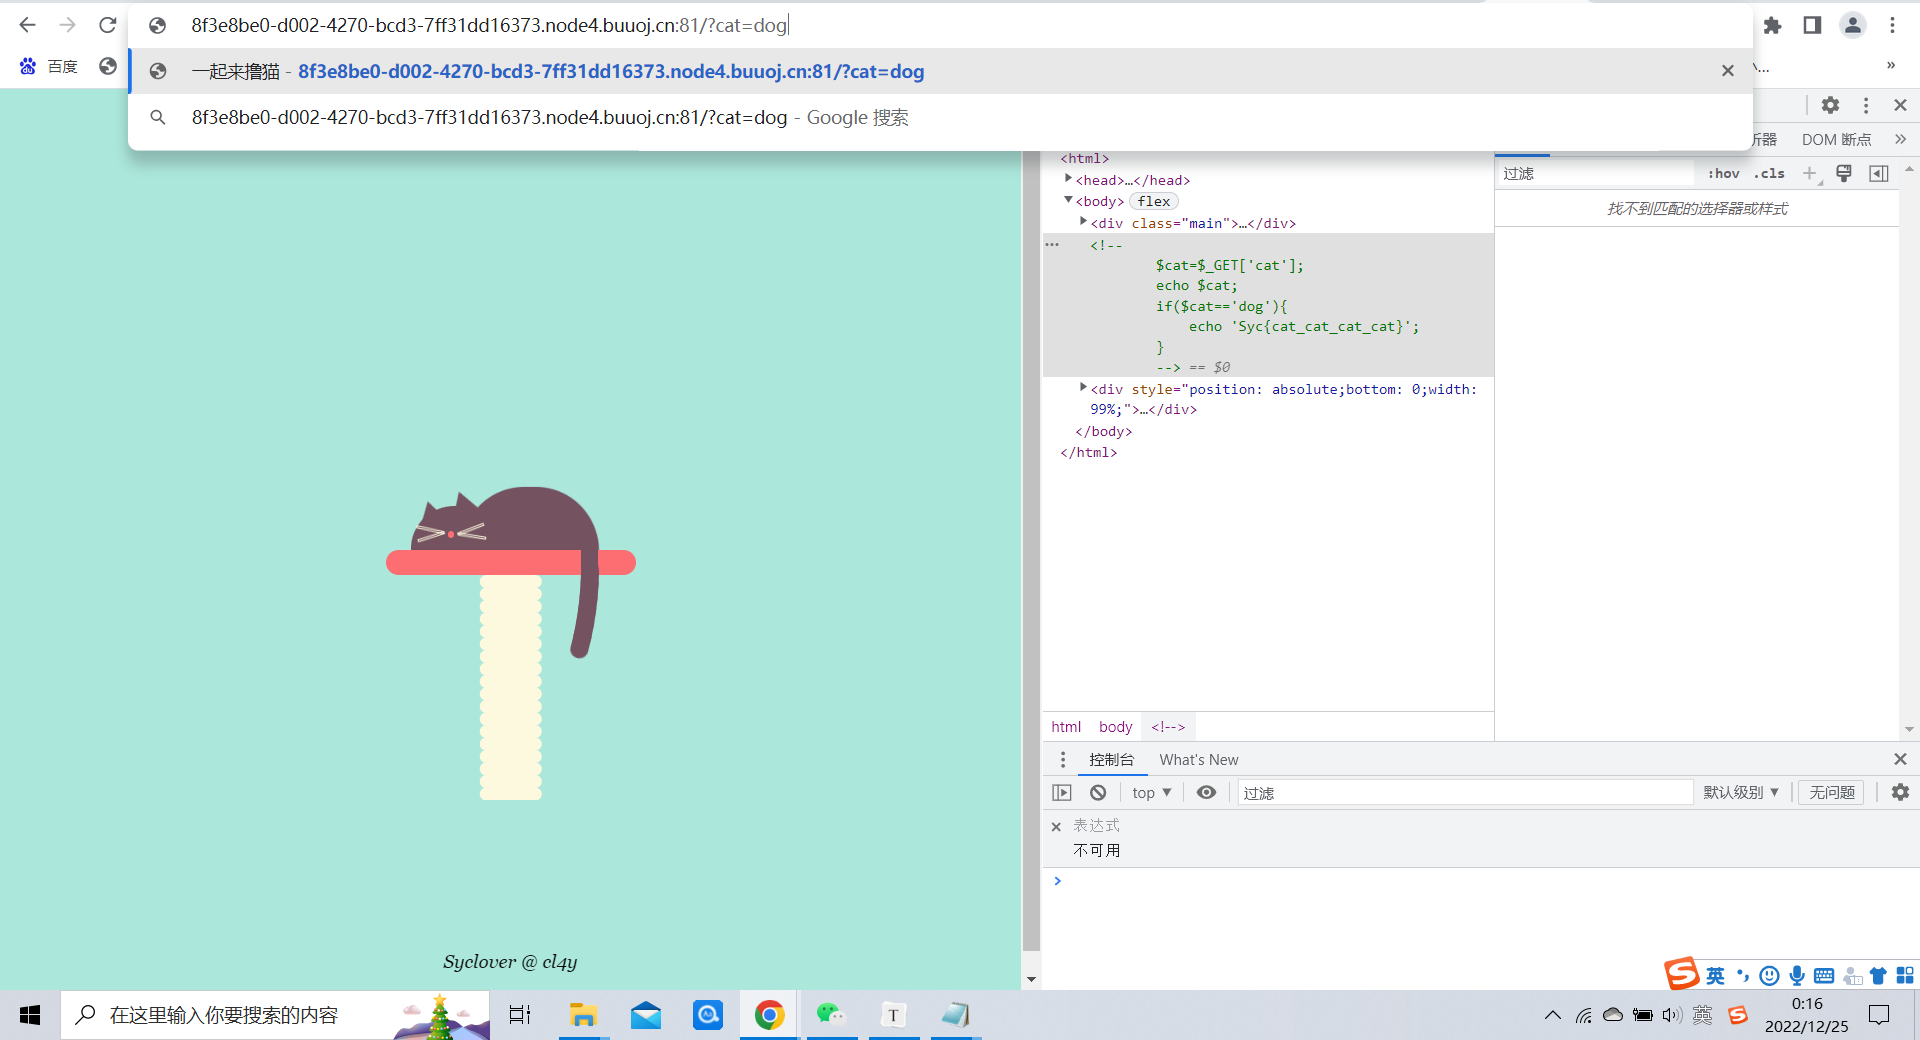 8f3e8be0-d002-4270-bcd3-7ff31dd16373.node4.buuoj.cn:81/?cat=dog
百度
一起来撸猫 - 8f3e8be0-d002-4270-bcd3-7ff31dd16373.node4.buuoj.cn:81/?cat=dog
8f3e8be0-d002-4270-bcd3-7ff31dd16373.node4.buuoj.cn:81/?cat=dog - Google 搜索
DOM 断点
<html>
<head>…</head>
<body> flex
<div class="main">…</div>
<!--
$cat=$_GET['cat'];
echo $cat;
if($cat=='dog'){
echo 'Syc{cat_cat_cat_cat}';
}
--> == $0
<div style="position: absolute;bottom: 0;width:
99%;">…</div>
</body>
</html>
过滤
:hov .cls
找不到匹配的选择器或样式
html body <!-->
控制台 What's New
top 过滤 默认级别 无问题
表达式
不可用
Syclover @ cl4y
英
在这里输入你要搜索的内容
T
英
0:16
2022/12/25